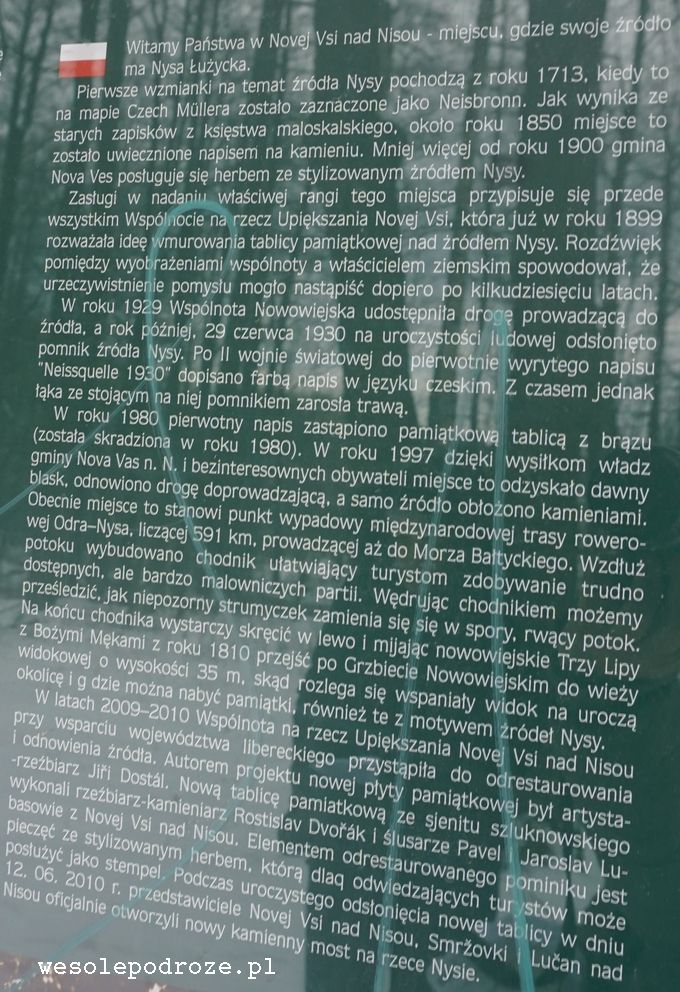 Witamy Państwa w Novej Vsi nad Nisou - miejscu, gdzie swoje źródło
ma Nysa Łużycka.
Pierwsze wzmianki na temat źródła Nysy pochodzą z roku 1713, kiedy to
na mapie Czech Müllera zostało zaznaczone jako Neisbronn. Jak wynika ze
starych zapisków z księstwa maloskalskiego, około roku 1850 miejsce to
zostało uwiecznione napisem na kamieniu. Mniej więcej od roku 1900 gmina
Nova Ves posługuje się herbem ze stylizowanym źródłem Nysy.
Zasługi w nadaniu właściwej rangi tego miejsca przypisuje się przede
wszystkim Wspólnocie na rzecz Upiększania Novej Vsi, która już w roku 1899
rozważała ideę wmurowania tablicy pamiątkowej nad źródłem Nysy. Rozdźwięk
pomiędzy wyobrażeniami wspólnoty a właścicielem ziemskim spowodował, że
urzeczywistnienie pomysłu mogło nastąpiść dopiero po kilkudziesięciu latach.
W roku 1929 Wspólnota Nowowiejska udostępniła drogę prowadzącą do
źródła, a rok później, 29 czerwca 1930 na uroczystości ludowej odsłonięto
pomnik źródła Nysy. Po II wojnie światowej do pierwotnie wyrytego napisu
"Neissquelle 1930" dopisano farbą napis w języku czeskim. Z czasem jednak
łąka ze stojącym na niej pomnikiem zarosła trawą.
W roku 1980 pierwotny napis zastąpiono pamiątkową tablicą z brązu
(została skradziona w roku 1980). W roku 1997 dzięki wysiłkom władz
gminy Nova Vas n. N. i bezinteresownych obywateli miejsce to odzyskało dawny
blask, odnowiono drogę doprowadzającą, a samo źródło obłożono kamieniami.
Obecnie miejsce to stanowi punkt wypadowy międzynarodowej trasy rowero-
wej Odra–Nysa, liczącej 591 km, prowadzącej aż do Morza Bałtyckiego. Wzdłuż
potoku wybudowano chodnik ułatwiający turystom zdobywanie trudno
dostępnych, ale bardzo malowniczych partii. Wędrując chodnikiem możemy
prześledzić, jak niepozorny strumyczek zamienia się się w spory, rwący potok.
Na końcu chodnika wystarczy skręcić w lewo i mijając nowowiejskie Trzy Lipy
z Bożymi Mękami z roku 1810 przejść po Grzbiecie Nowowiejskim do wieży
widokowej o wysokości 35 m, skąd rozlega się wspaniały widok na uroczą
okolicę i g dzie można nabyć pamiątki, również te z motywem źródeł Nysy.
W latach 2009–2010 Wspólnota na rzecz Upiększania Novej Vsi nad Nisou
przy wsparciu województwa libereckiego przystąpiła do odrestaurowania
i odnowienia źródła. Autorem projektu nowej płyty pamiątkowej był artysta-
-rzeźbiarz Jiří Dostál. Nową tablicę pamiatkową ze sjenitu szluknowskiego
wykonali rzeźbiarz-kamieniarz Rostislav Dvořák i ślusarze Pavel i Jaroslav Lu-
basowie z Novej Vsi nad Nisou. Elementem odrestaurowanego pominiku jest
pieczęć ze stylizowanym herbem, którą dlaq odwiedzających turystów może
posłużyć jako stempel. Podczas uroczystego odsłonięcia nowej tablicy w dniu
12. 06. 2010 r. przedstawiciele Novej Vsi nad Nisou, Smržovki i Lučan nad
Nisou oficjalnie otworzyli nowy kamienny most na rzece Nysie.
wesolepodroze.pl